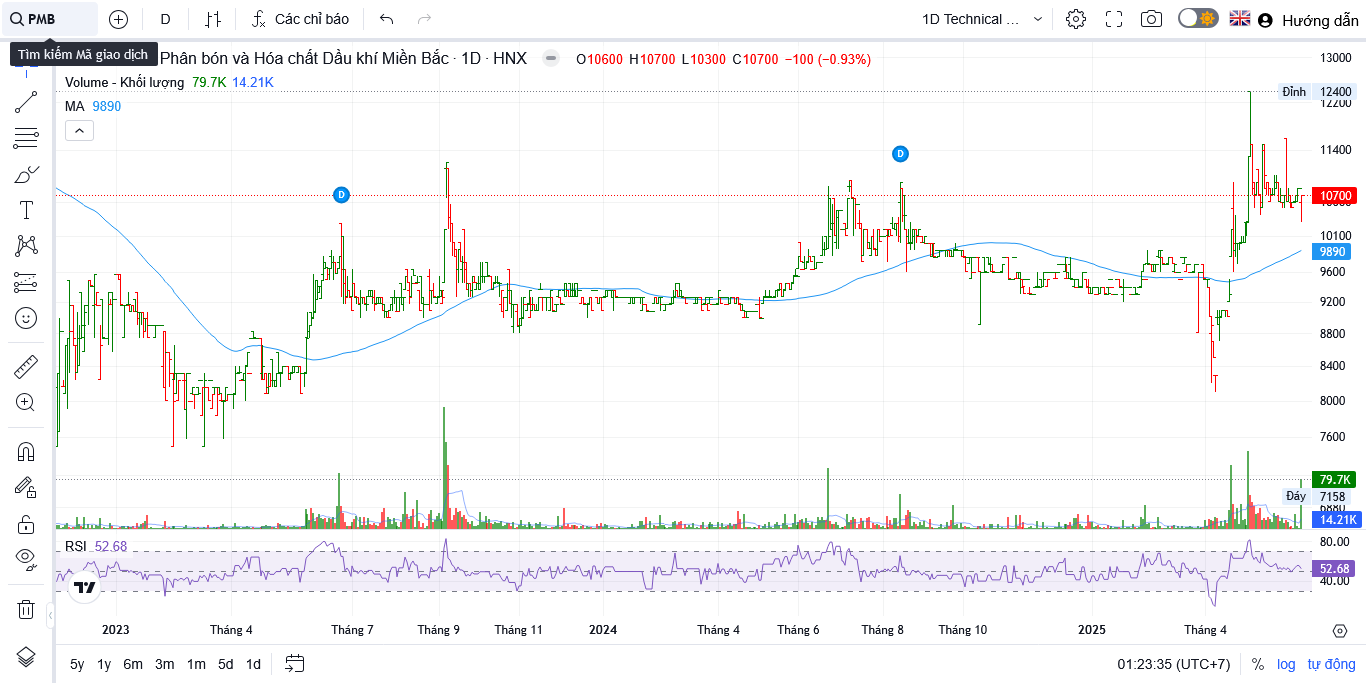 PMB D Các chỉ báo 1D Technical ... Hướng dẫn
Tìm kiếm Mã giao dịch
Phân bón và Hóa chất Dầu khí Miền Bắc · 1D · HNX O10600 H10700 L10300 C10700 −100 (−0.93%)
Volume - Khối lượng 79.7K 14.21K
MA 9890
13000
Đỉnh 12400
12200
11400
D
D
10700
10600
10100
9890
9600
9200
8800
8400
8000
7600
79.7K
Đáy 7158
6880
14.21K
RSI 52.68
80.00
52.68
40.00
2023 Tháng 4 Tháng 7 Tháng 9 Tháng 11 2024 Tháng 4 Tháng 6 Tháng 8 Tháng 10 2025 Tháng 4
5y 1y 6m 3m 1m 5d 1d 01:23:35 (UTC+7) % log tự động